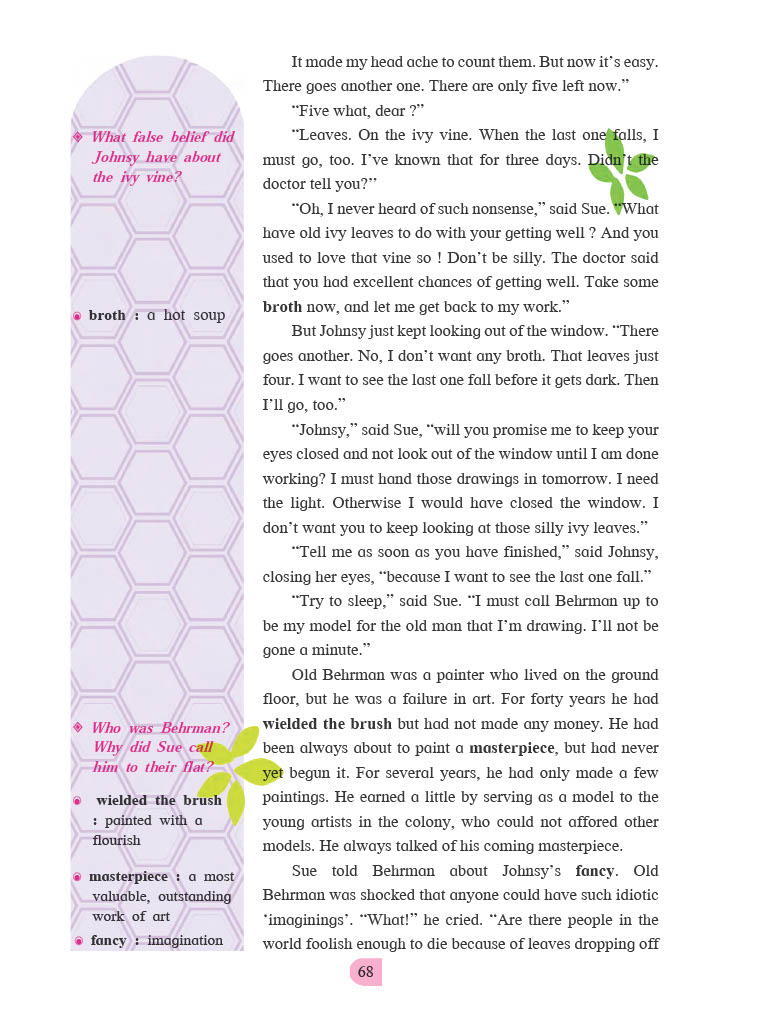 It made my head ache to count them. But now it's easy.
There goes another one. There are only five left now.”
“Five what, dear ?”
“Leaves. On the ivy vine. When the last one falls, I
must go, too. I've known that for three days. Didn't the
doctor tell you?’’
“Oh, I never heard of such nonsense,” said Sue. “What
have old ivy leaves to do with your getting well ? And you
used to love that vine so ! Don't be silly. The doctor said
that you had excellent chances of getting well. Take some
broth now, and let me get back to my work.”
But Johnsy just kept looking out of the window. “There
goes another. No, I don't want any broth. That leaves just
four. I want to see the last one fall before it gets dark. Then
I'll go, too.”
“Johnsy,” said Sue, “will you promise me to keep your
eyes closed and not look out of the window until I am done
working? I must hand those drawings in tomorrow. I need
the light. Otherwise I would have closed the window. I
don't want you to keep looking at those silly ivy leaves.”
“Tell me as soon as you have finished,” said Johnsy,
closing her eyes, “because I want to see the last one fall.”
“Try to sleep,” said Sue. “I must call Behrman up to
be my model for the old man that I'm drawing. I'll not be
gone a minute.”
Old Behrman was a painter who lived on the ground
floor, but he was a failure in art. For forty years he had
wielded the brush but had not made any money. He had
been always about to paint a masterpiece, but had never
yet begun it. For several years, he had only made a few
paintings. He earned a little by serving as a model to the
young artists in the colony, who could not affored other
models. He always talked of his coming masterpiece.
Sue told Behrman about Johnsy's fancy. Old
Behrman was shocked that anyone could have such idiotic
‘imaginings’. “What!” he cried. “Are there people in the
world foolish enough to die because of leaves dropping off
What false belief did
Johnsy have about
the ivy vine?
broth : a hot soup
Who was Behrman?
Why did Sue call
him to their flat?
wielded the brush
: painted with a
flourish
masterpiece : a most
valuable, outstanding
work of art
fancy : imagination
68